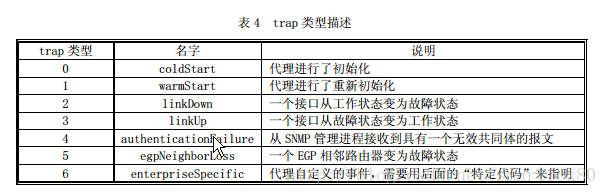 表 4 trap 类型描述
trap 类型 名字 说明
0 coldStart 代理进行了初始化
1 warmStart 代理进行了重新初始化
2 linkDown 一个接口从工作状态变为故障状态
3 linkUp 一个接口从故障状态变为工作状态
4 authenticationFailure 从 SNMP 管理进程接收到具有一个无效共同体的报文
5 egpNeighborLoss 一个 EGP 相邻路由器变为故障状态
6 enterpriseSpecific 代理自定义的事件，需要用后面的“特定代码”来指明